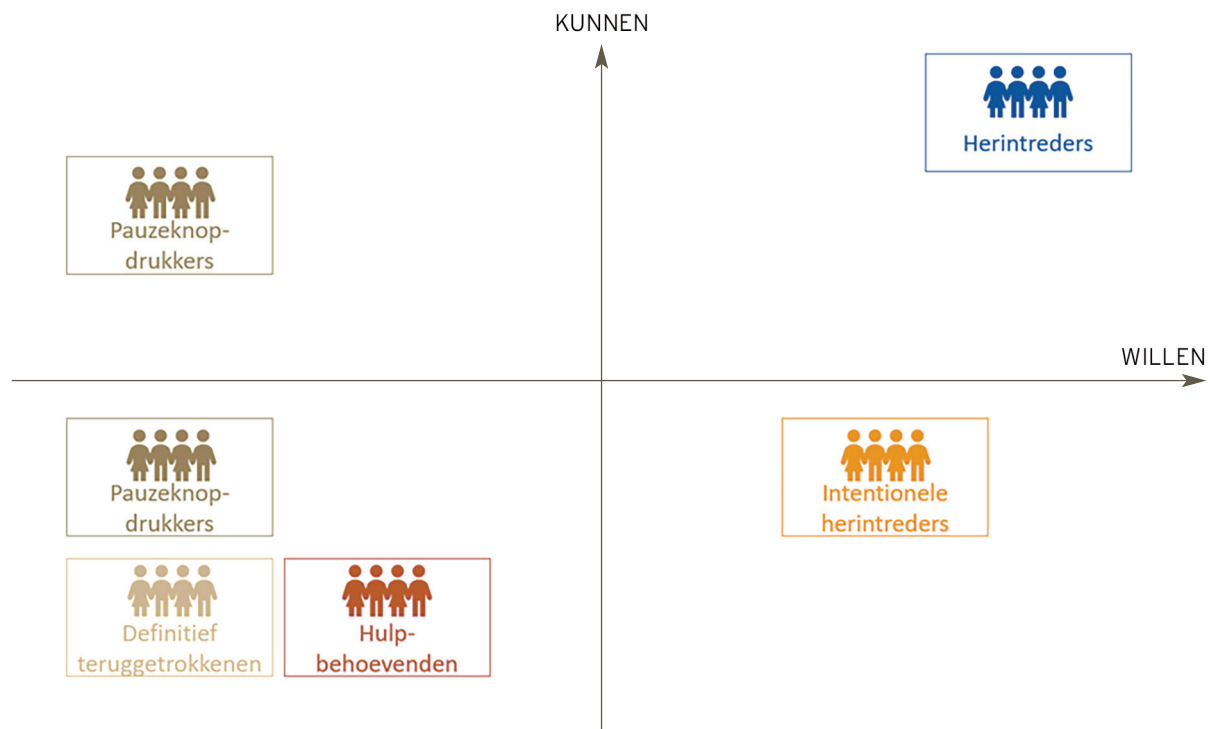 KUNNEN
Herintreders
Pauzeknop-
drukkers
WILLEN
Pauzeknop-
drukkers
Intentionele
herintreders
Definitief
teruggetrokkenen
Hulp-
behoevenden